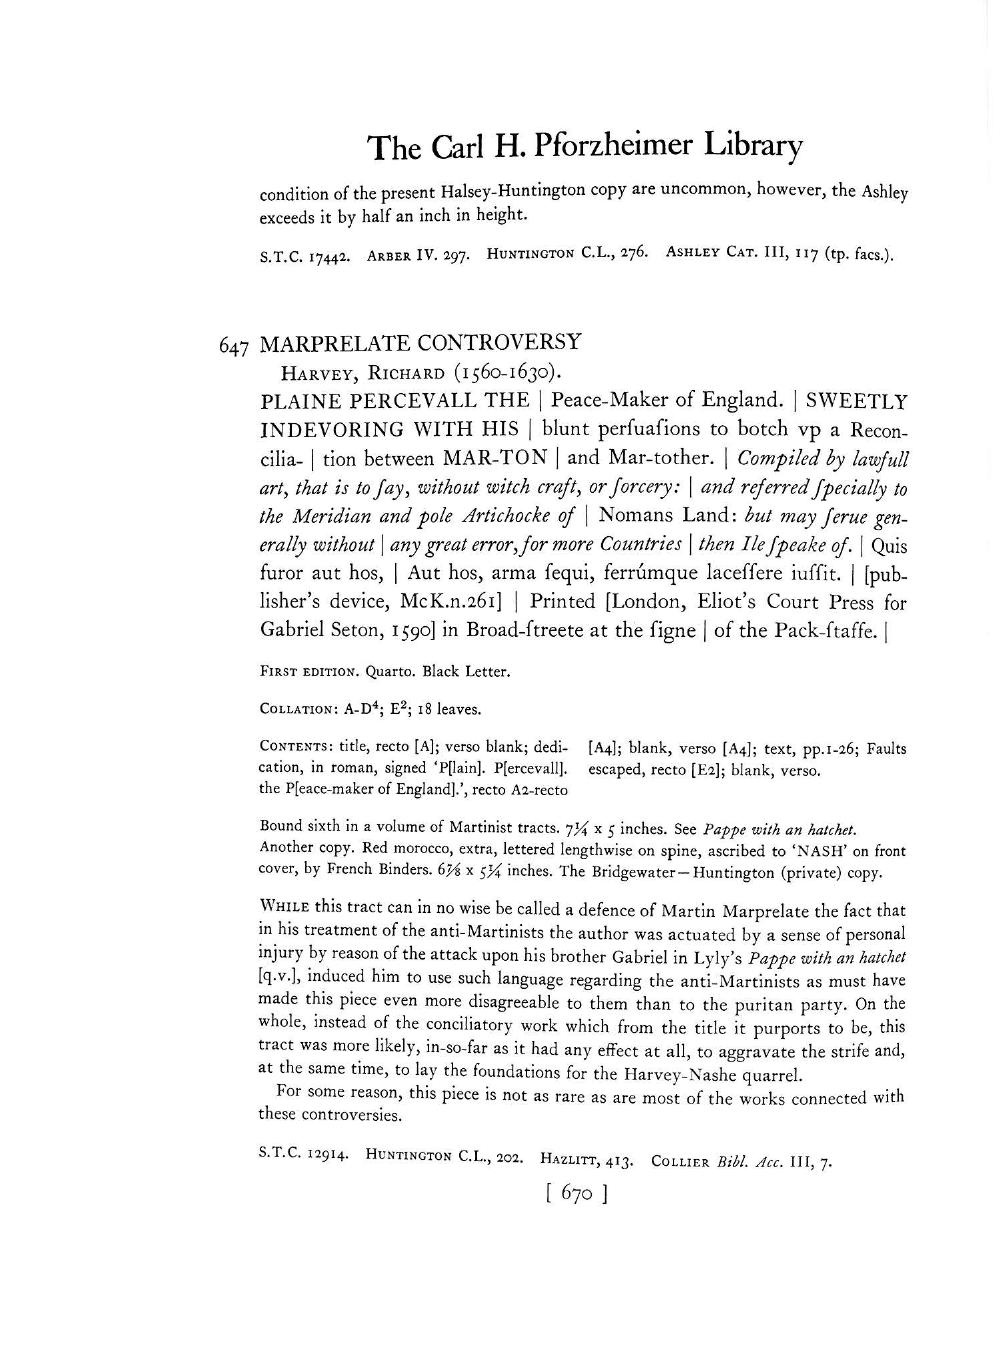 The Carl H. Pforzheimer Library
condition of the present Halsey-Huntington copy are uncommon, however, the Ashley
exceeds it by half an inch in height.
S.T.C. 17442. Arber IV. 297. Huntington C.L., 276. Ashley Cat. III, 117 (tp. facs.).
647 MARPRELATE CONTROVERSY
Harvey, Richard (1560-1630).
PLAINE PERCEVALL THE | Peace-Maker of England. | SWEETLY
INDEVORING WITH HIS | blunt perſuaſions to botch vp a Recon-
cilia- | tion between MAR-TON | and Mar-tother. | Compiled by lawfull
art, that is to ſay, without witch craft, or ſorcery: | and referred ſpecially to
the Meridian and pole Artichocke of | Nomans Land: but may ſerue gen-
erally without | any great error, for more Countries | then Ile ſpeake of. | Quis
furor aut hos, | Aut hos, arma ſequi, ferrúmque laceſſere iuſſit. | [pub-
lisher's device, McK.n.261] | Printed [London, Eliot's Court Press for
Gabriel Seton, 1590] in Broad-ſtreete at the ſigne | of the Pack-ſtaffe. |
First edition. Quarto. Black Letter.
Collation: A-D⁴; E²; 18 leaves.
Contents: title, recto [A]; verso blank; dedi-
cation, in roman, signed 'P[lain]. P[ercevall].
the P[eace-maker of England].', recto A2-recto
[A4]; blank, verso [A4]; text, pp.1-26; Faults
escaped, recto [E2]; blank, verso.
Bound sixth in a volume of Martinist tracts. 7¼ x 5 inches. See Pappe with an hatchet.
Another copy. Red morocco, extra, lettered lengthwise on spine, ascribed to 'NASH' on front
cover, by French Binders. 6⅞ x 5¼ inches. The Bridgewater—Huntington (private) copy.
While this tract can in no wise be called a defence of Martin Marprelate the fact that
in his treatment of the anti-Martinists the author was actuated by a sense of personal
injury by reason of the attack upon his brother Gabriel in Lyly's Pappe with an hatchet
[q.v.], induced him to use such language regarding the anti-Martinists as must have
made this piece even more disagreeable to them than to the puritan party. On the
whole, instead of the conciliatory work which from the title it purports to be, this
tract was more likely, in-so-far as it had any effect at all, to aggravate the strife and,
at the same time, to lay the foundations for the Harvey-Nashe quarrel.
For some reason, this piece is not as rare as are most of the works connected with
these controversies.
S.T.C. 12914. Huntington C.L., 202. Hazlitt, 413. Collier Bibl. Acc. III, 7.
[ 670 ]